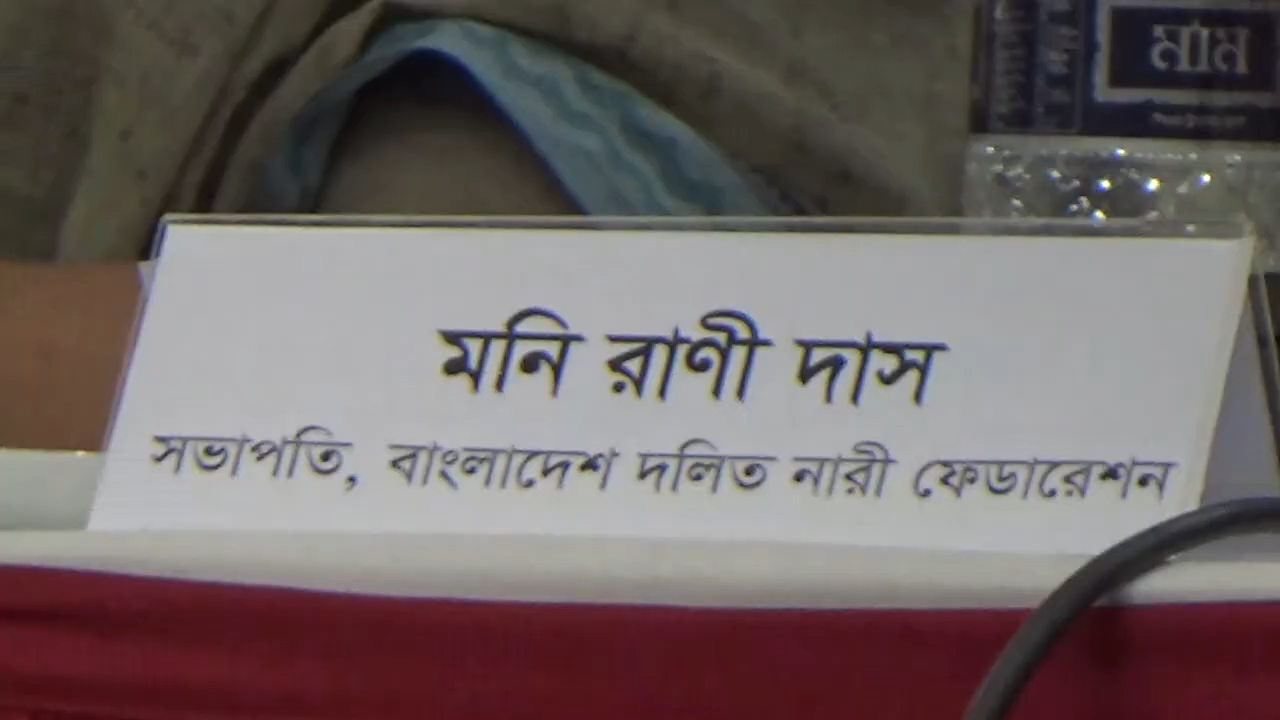 মাম
মনি রাণী দাস
সভাপতি, বাংলাদেশ দলিত নারী ফেডারেশন